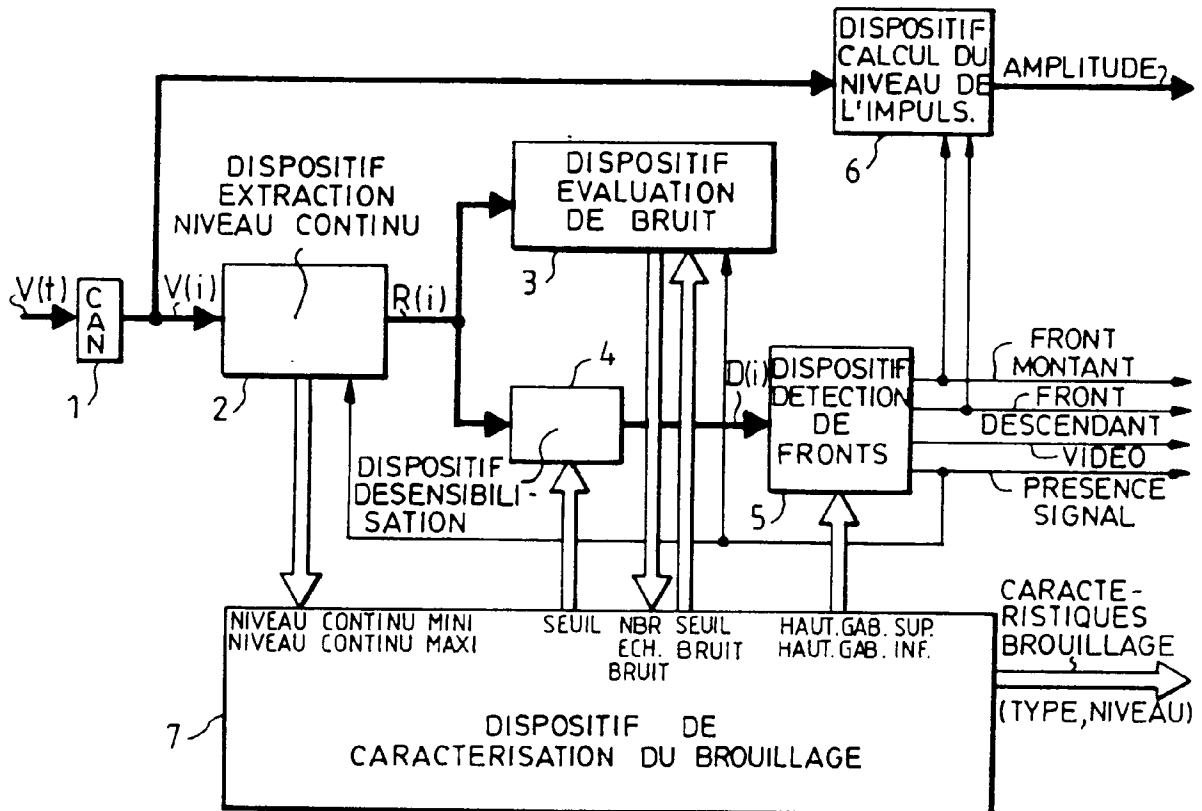 DISPOSITIF
CALCUL DU
NIVEAU DE
L'IMPULS.
AMPLITUDE
6
DISPOSITIF
EXTRACTION
NIVEAU CONTINU
DISPOSITIF
EVALUATION
DE BRUIT
3
V(t)
CAN
V(i)
R(i)
1
2
4
D(i)
DISPOSITIF
DETECTION
DE
FRONTS
5
FRONT
MONTANT
FRONT
DESCENDANT
VIDEO
PRESENCE
SIGNAL
DISPOSITIF
DESENSIBILI-
SATION
NIVEAU CONTINU MINI
NIVEAU CONTINU MAXI
SEUIL
NBR
ECH.
BRUIT
SEUIL
BRUIT
HAUT. GAB. SUP.
HAUT. GAB. INF.
CARACTE-
RISTIQUES
BROUILLAGE
(TYPE,NIVEAU)
7
DISPOSITIF DE
CARACTERISATION DU BROUILLAGE